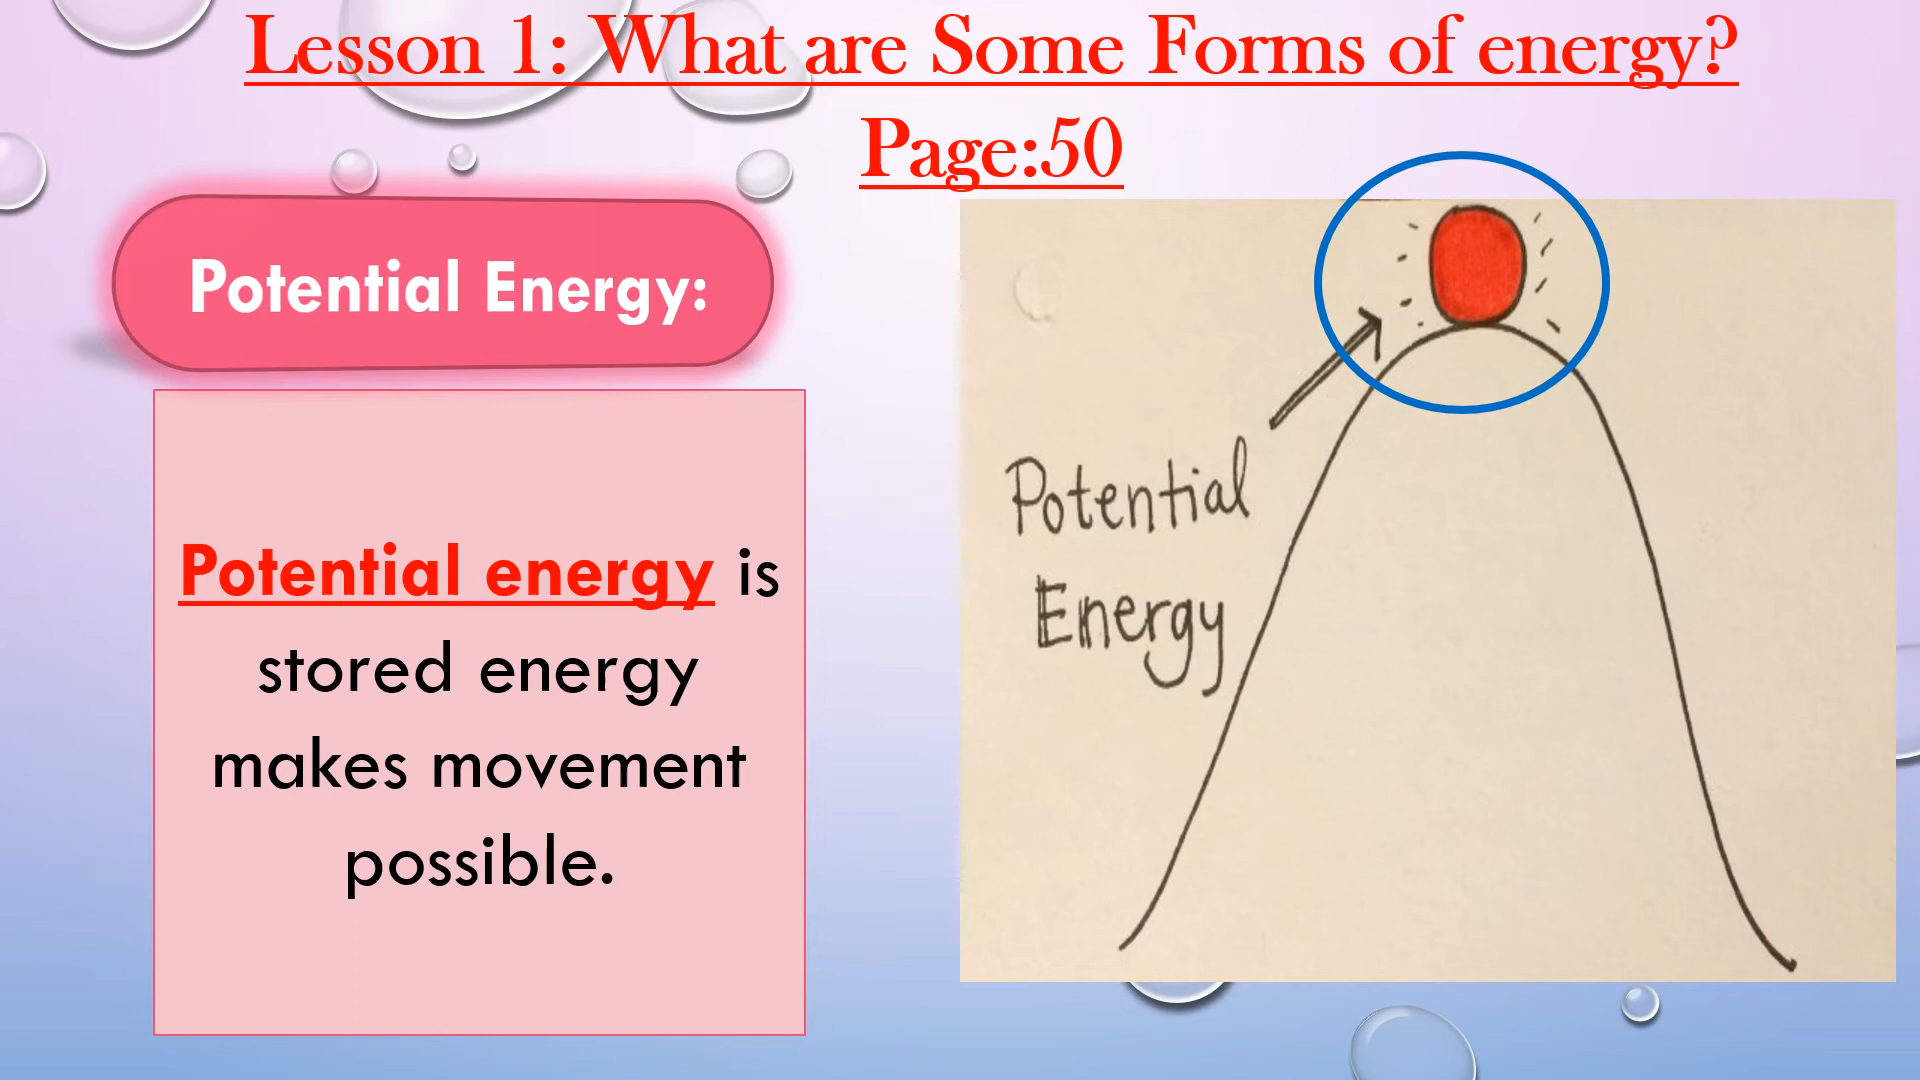 Lesson 1: What are Some Forms of energy?
Page:50
Potential Energy:
Potential energy is
stored energy
makes movement
possible.
Potential
Energy